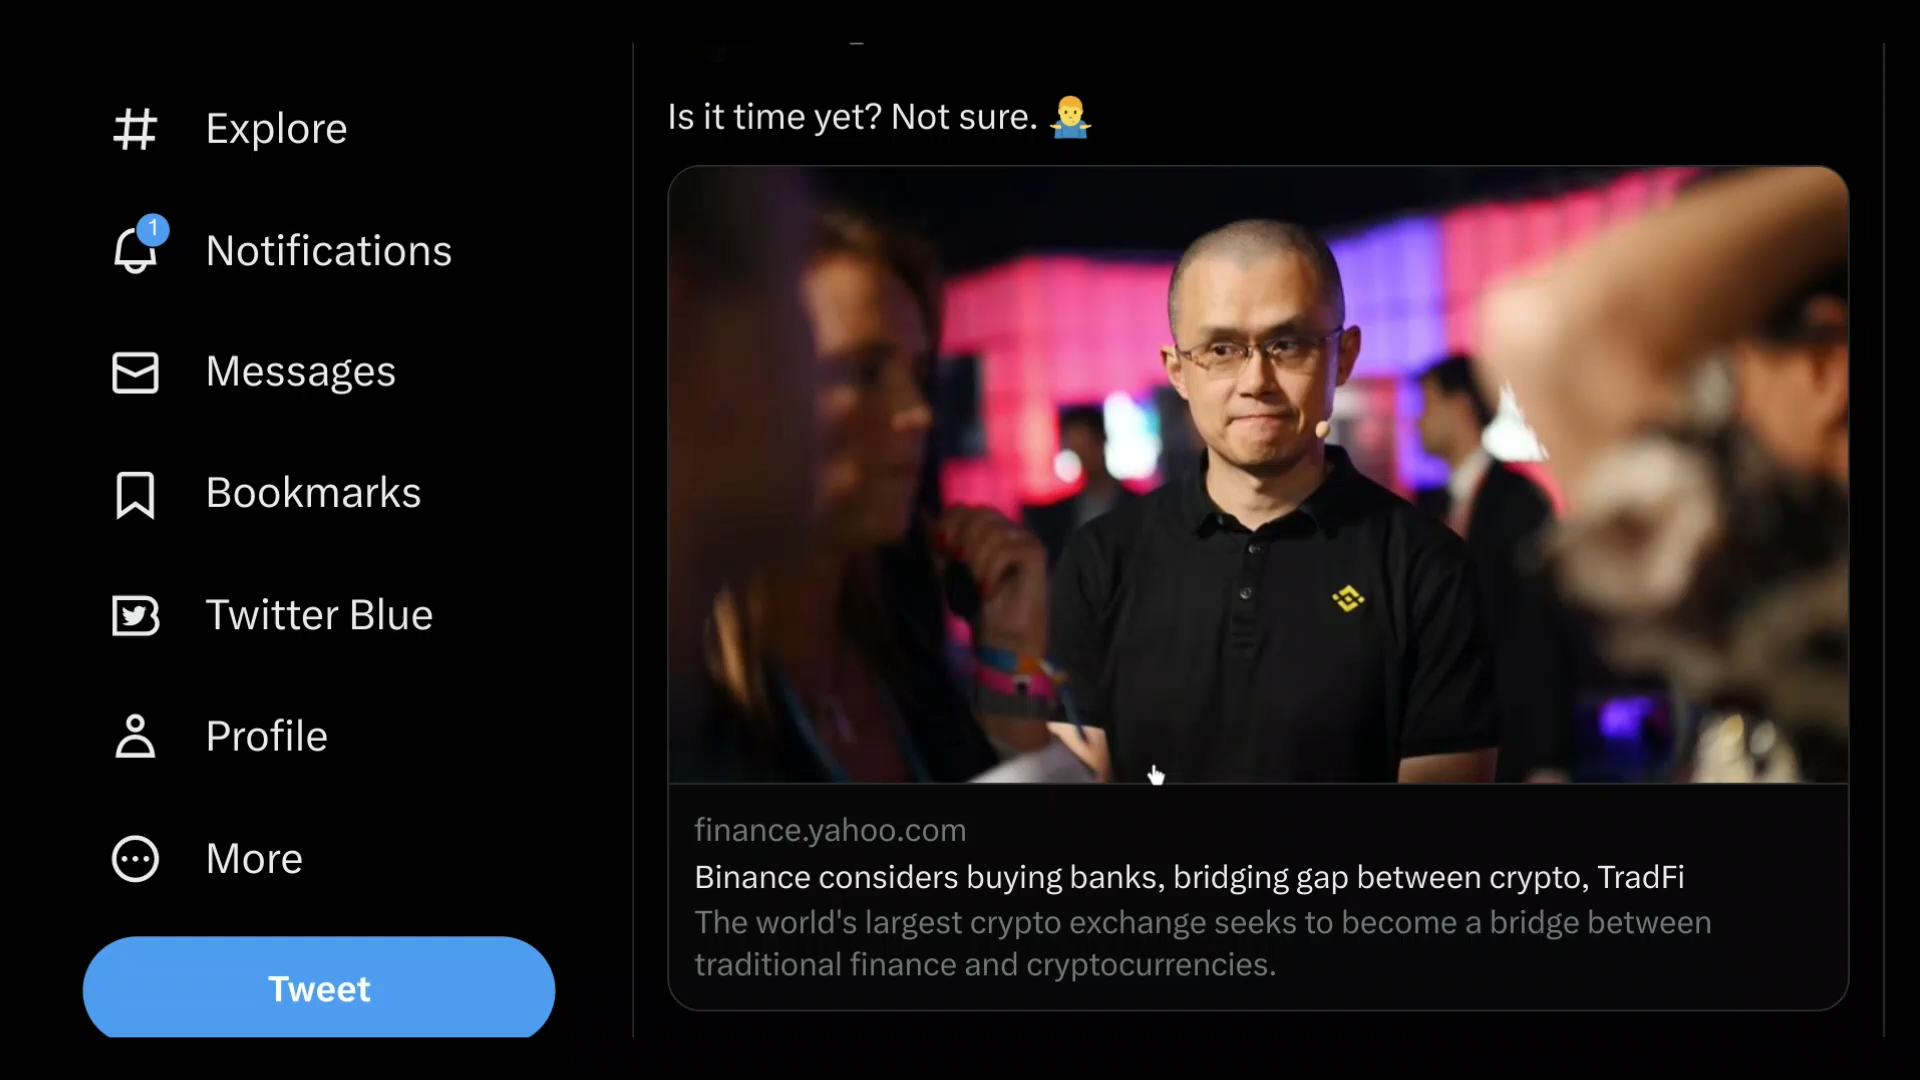 Explore
1
Notifications
Messages
Bookmarks
Twitter Blue
Profile
More
Tweet
Is it time yet? Not sure. 🤷‍♂️
finance.yahoo.com
Binance considers buying banks, bridging gap between crypto, TradFi
The world's largest crypto exchange seeks to become a bridge between
traditional finance and cryptocurrencies.